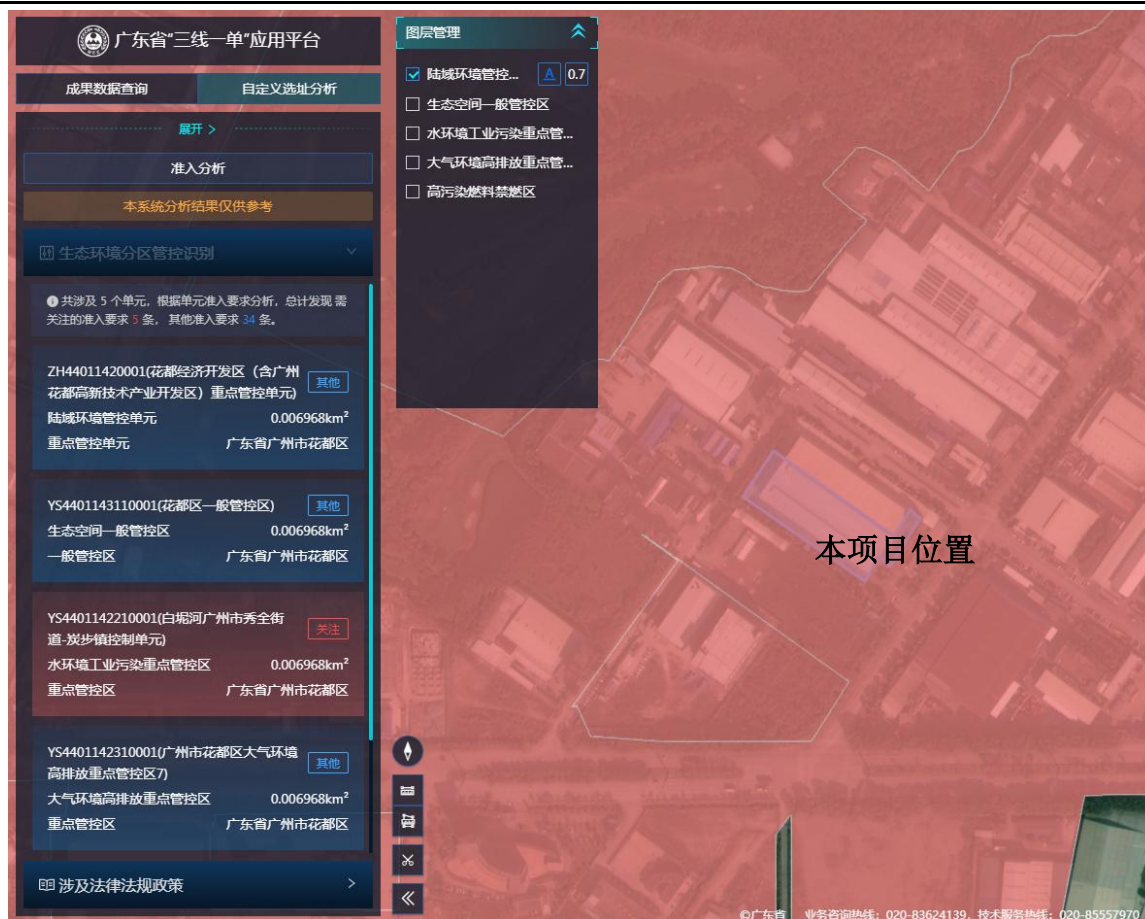 广东省“三线一单”应用平台
成果数据查询
自定义选址分析
展开 >
准入分析
本系统分析结果仅供参考
生态环境分区管控识别
共涉及 5 个单元，根据单元准入要求分析，总计发现 需
关注的准入要求 5 条，其他准入要求 34 条。
ZH44011420001(花都经济开发区（含广州
花都高新技术产业开发区）重点管控单元)
其他
陆域环境管控单元 0.006968km²
重点管控单元 广东省广州市花都区
YS4401143110001(花都区一般管控区)
其他
生态空间一般管控区 0.006968km²
一般管控区 广东省广州市花都区
YS4401142210001(白坭河广州市秀全街
道-炭步镇控制单元)
关注
水环境工业污染重点管控区 0.006968km²
重点管控区 广东省广州市花都区
YS4401142310001(广州市花都区大气环境
高排放重点管控区7)
其他
大气环境高排放重点管控区 0.006968km²
重点管控区 广东省广州市花都区
涉及法律法规政策 >
图层管理
陆域环境管控... A 0.7
生态空间一般管控区
水环境工业污染重点管...
大气环境高排放重点管...
高污染燃料禁燃区
本项目位置
©广东省 业务咨询热线：020-83624139，技术服务热线：020-85557970